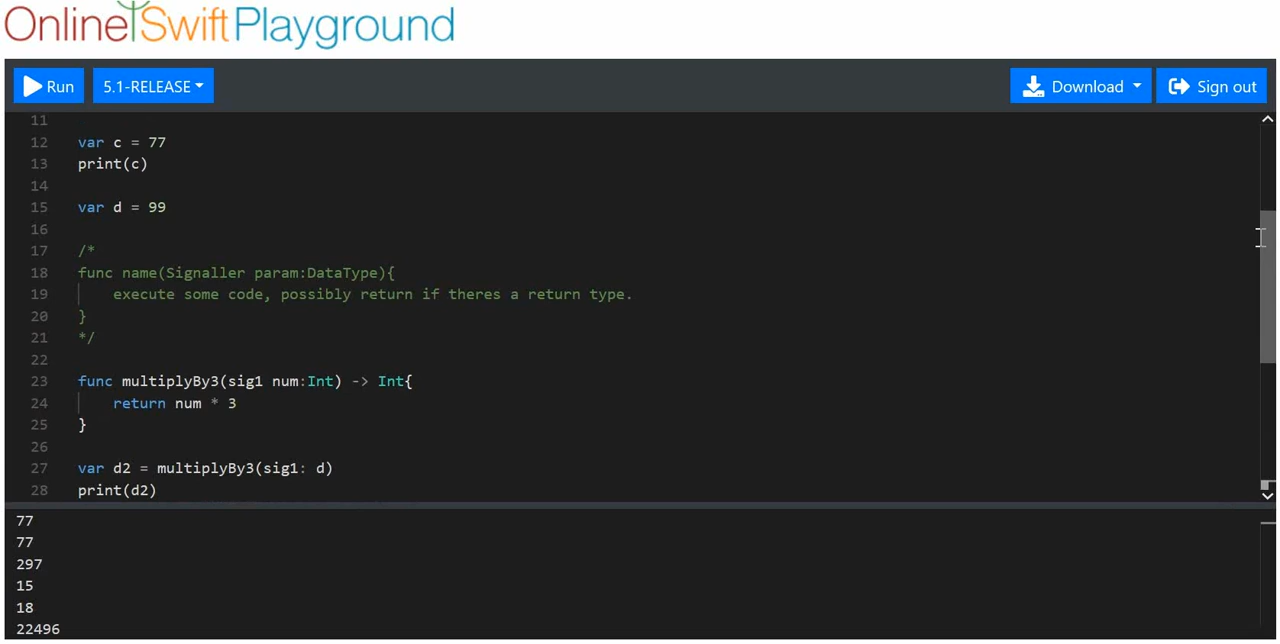 Online Swift Playground
Run 5.1-RELEASE Download Sign out
11
12 var c = 77
13 print(c)
14
15 var d = 99
16
17 /*
18 func name(Signaller param:DataType){
19 execute some code, possibly return if theres a return type.
20 }
21 */
22
23 func multiplyBy3(sig1 num:Int) -> Int{
24 return num * 3
25 }
26
27 var d2 = multiplyBy3(sig1: d)
28 print(d2)
77
77
297
15
18
22496